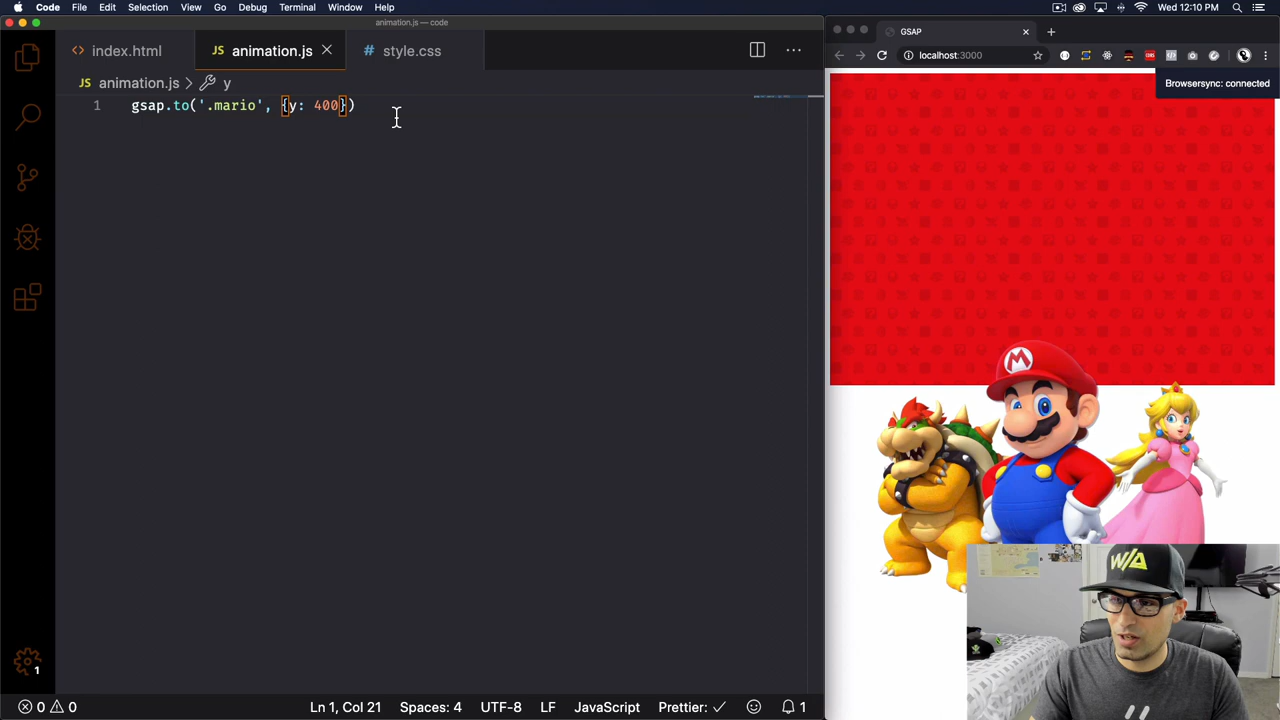 Code File Edit Selection View Go Debug Terminal Window Help Wed 12:10 PM
animation.js — code
GSAP
<> index.html JS animation.js # style.css
localhost:3000
JS animation.js > y
Browsersync: connected
1 gsap.to('.mario', {y: 400})
M
W/A
1
0 0 Ln 1, Col 21 Spaces: 4 UTF-8 LF JavaScript Prettier: ✓ 1